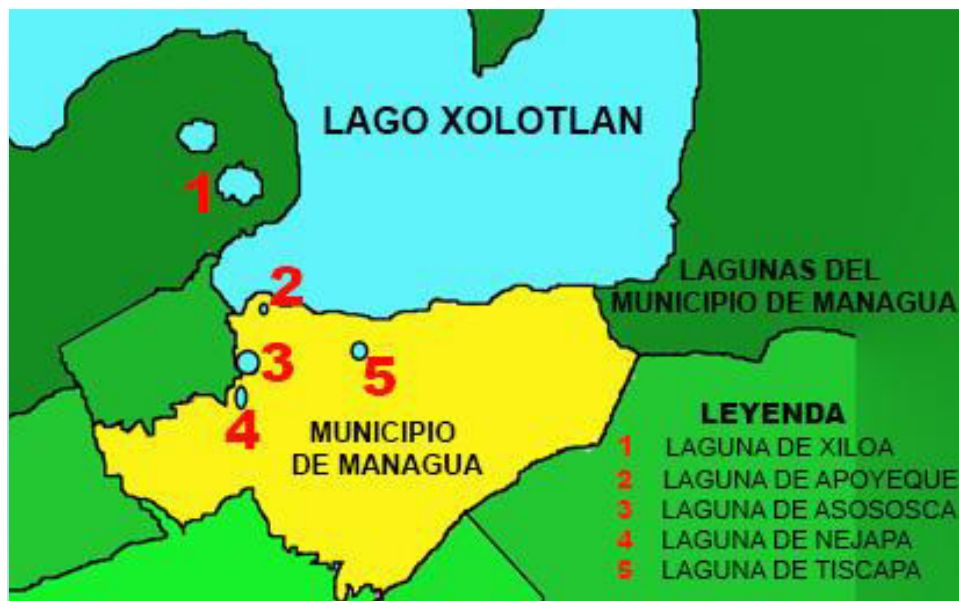 LAGO XOLOTLAN
1
2
LAGUNAS DEL
MUNICIPIO DE MANAGUA
3
5
4
MUNICIPIO
DE MANAGUA
LEYENDA
1 LAGUNA DE XILOA
2 LAGUNA DE APOYEQUE
3 LAGUNA DE ASOSOSCA
4 LAGUNA DE NEJAPA
5 LAGUNA DE TISCAPA